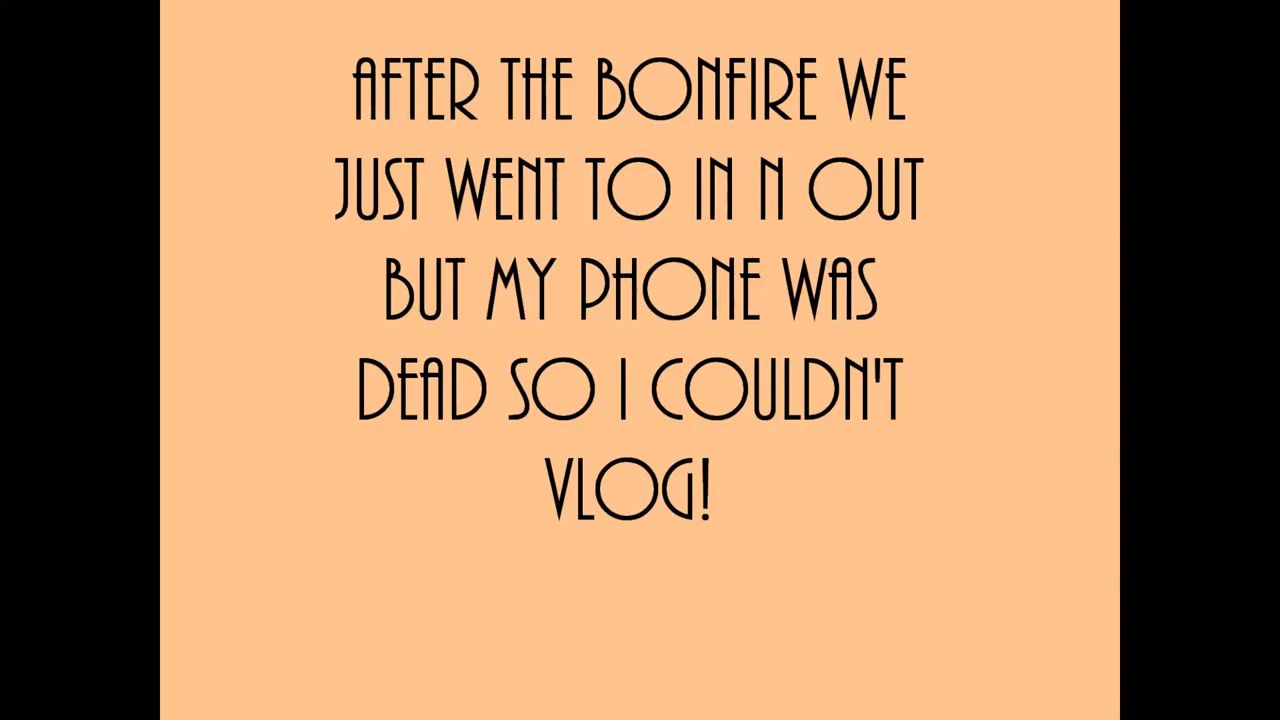 AFTER THE BONFIRE WE
JUST WENT TO IN N OUT
BUT MY PHONE WAS
DEAD SO I COULDN'T
VLOG!